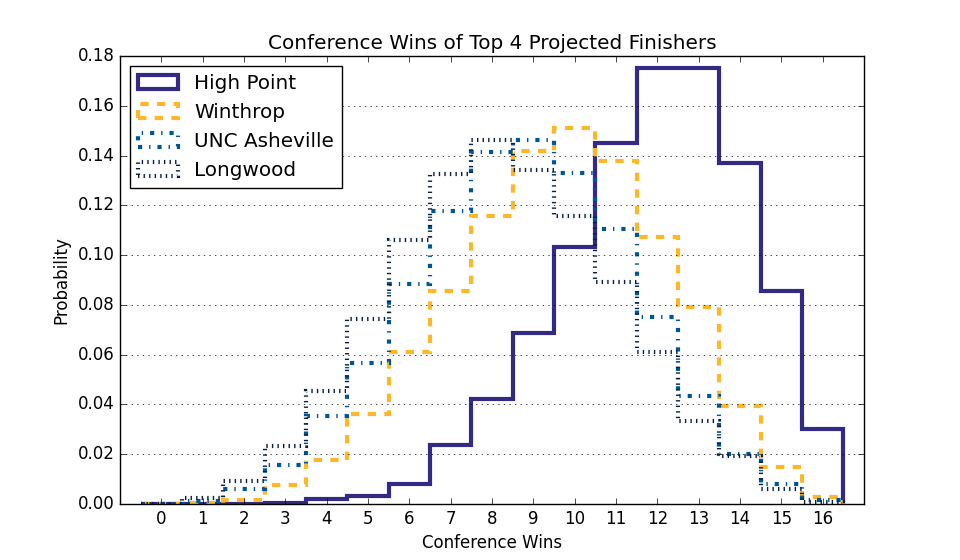 Conference Wins of Top 4 Projected Finishers
High Point
Winthrop
UNC Asheville
Longwood
Probability
0.18
0.16
0.14
0.12
0.10
0.08
0.06
0.04
0.02
0.00
0 1 2 3 4 5 6 7 8 9 10 11 12 13 14 15 16
Conference Wins